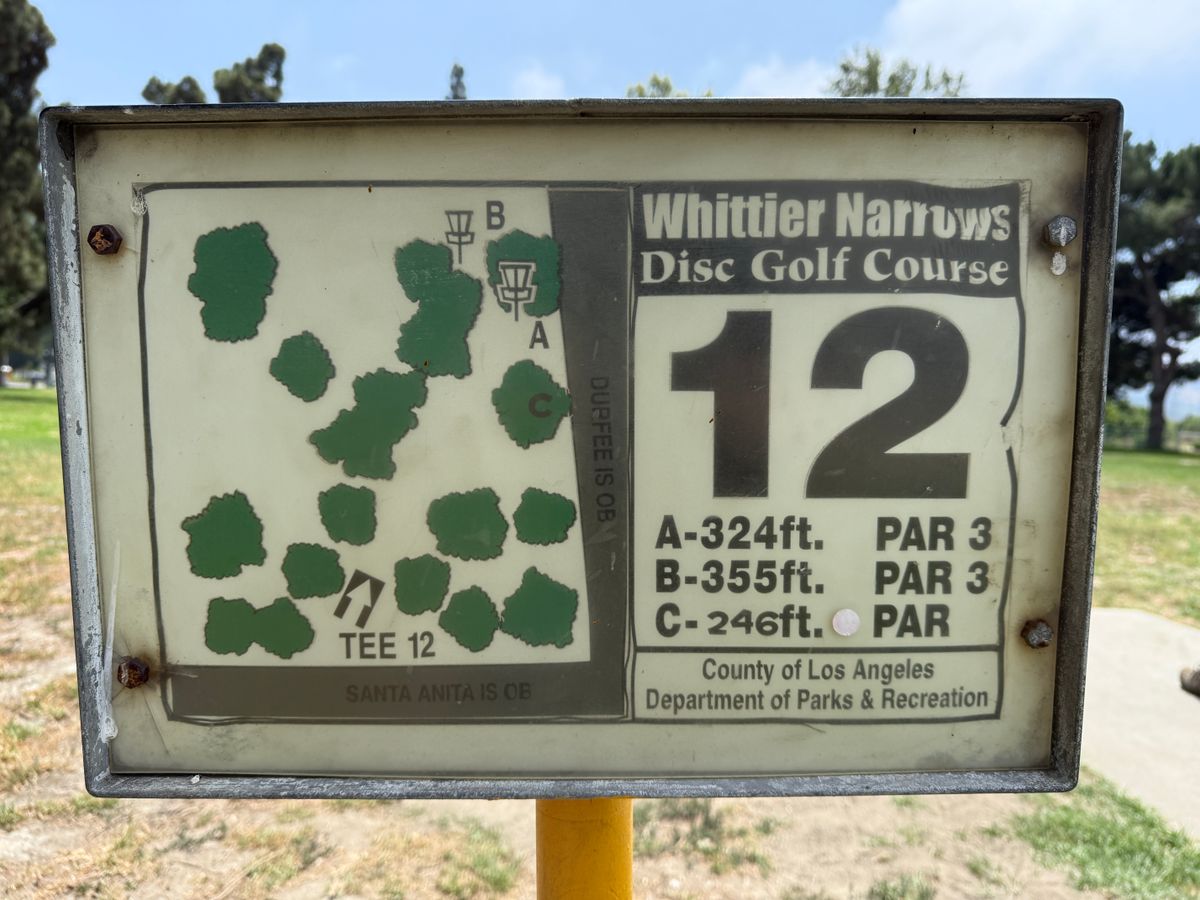 B
A
C
DURFEE IS OB
TEE 12
SANTA ANITA IS OB
Whittier Narrows
Disc Golf Course
12
A-324ft. PAR 3
B-355ft. PAR 3
C-246ft. PAR
County of Los Angeles
Department of Parks & Recreation